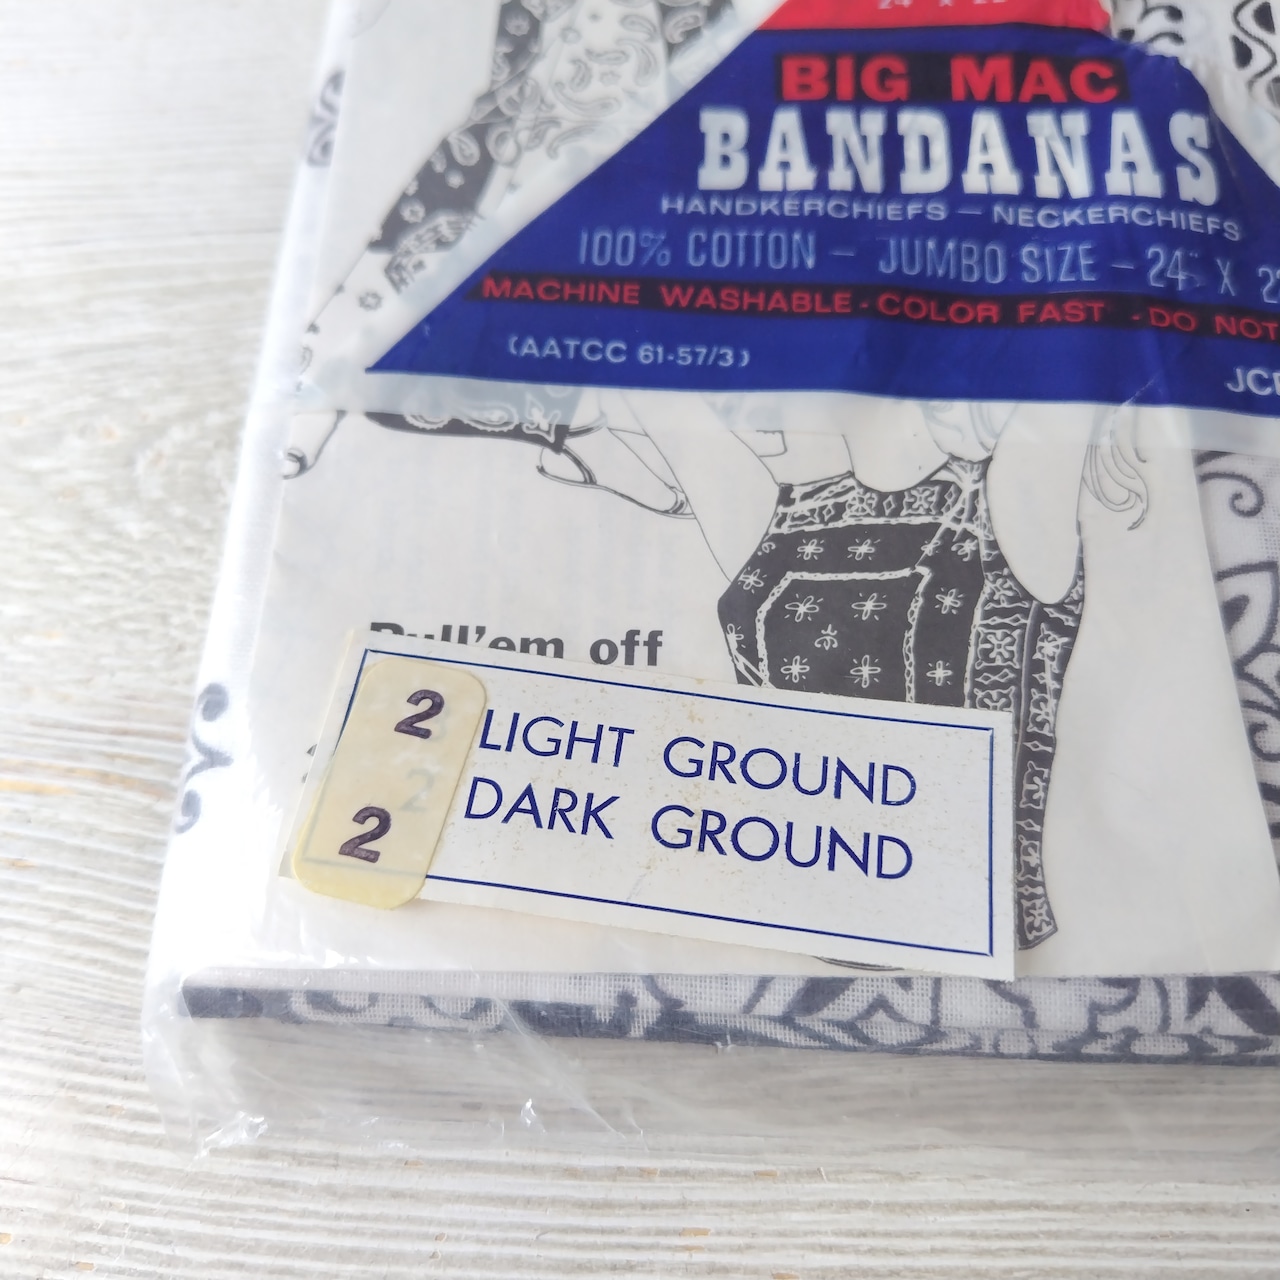 BIG MAC
BANDANAS
HANDKERCHIEFS — NECKERCHIEFS
100% COTTON – JUMBO SIZE – 24" X
MACHINE WASHABLE - COLOR FAST - DO NOT
(AATCC 61-57/3)
Pull'em off
2 LIGHT GROUND
2 DARK GROUND